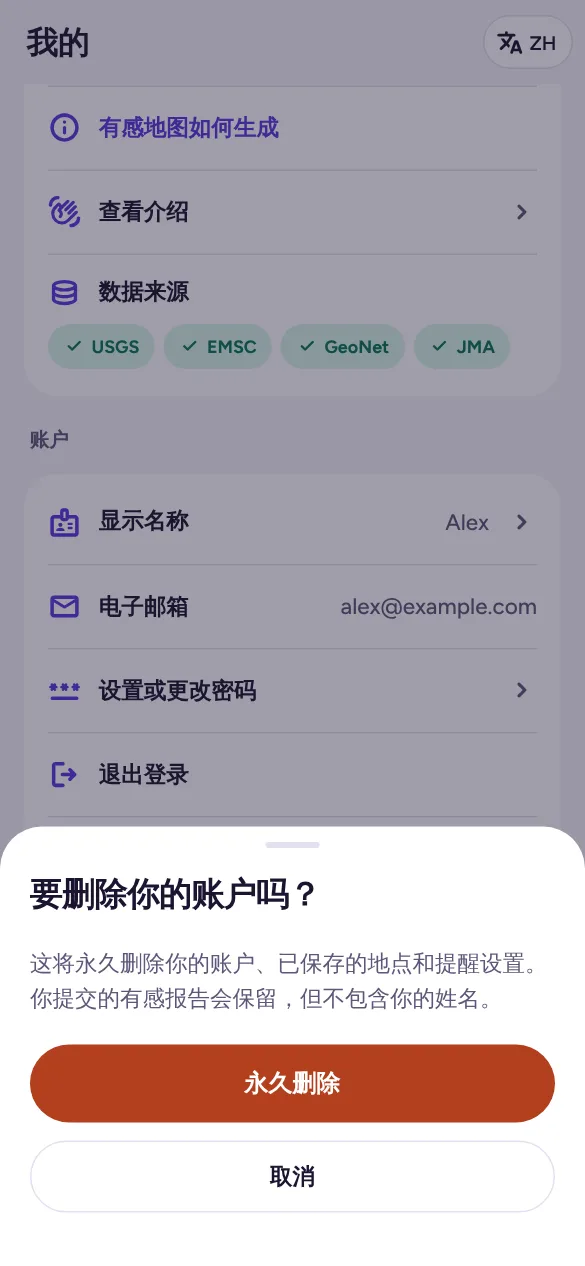 我的
ZH
有感地图如何生成
查看介绍
数据来源
USGS EMSC GeoNet JMA
账户
显示名称 Alex
电子邮箱 alex@example.com
设置或更改密码
退出登录
要删除你的账户吗？
这将永久删除你的账户、已保存的地点和提醒设置。
你提交的有感报告会保留，但不包含你的姓名。
永久删除
取消